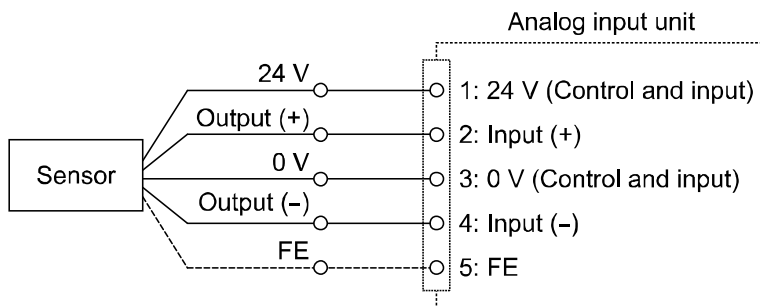 Analog input unit
24 V
1: 24 V (Control and input)
Output (+)
2: Input (+)
Sensor
0 V
3: 0 V (Control and input)
Output (−)
4: Input (−)
FE
5: FE